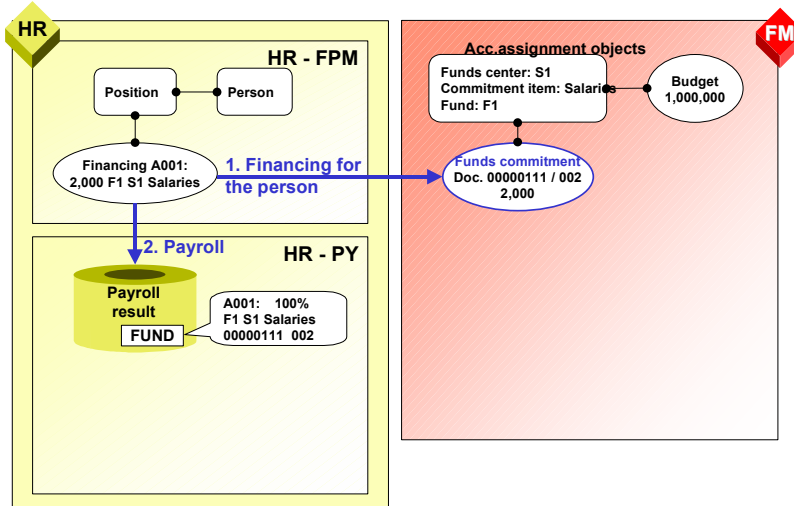 HR
FM
HR - FPM
Acc.assignment objects
Position
Person
Funds center: S1
Commitment item: Salaries
Fund: F1
Budget
1,000,000
Financing A001:
2,000 F1 S1 Salaries
1. Financing for
the person
Funds commitment
Doc. 00000111 / 002
2,000
2. Payroll
HR - PY
Payroll
result
FUND
A001: 100%
F1 S1 Salaries
00000111 002